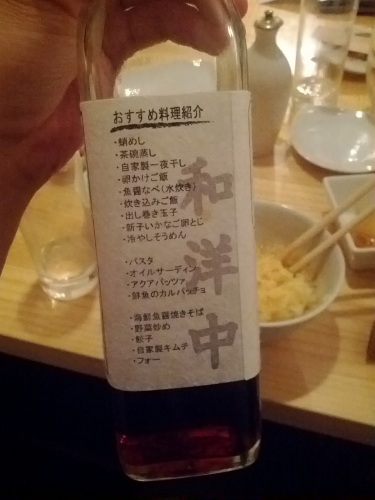 おすすめ料理紹介
・鯛めし
・茶碗蒸し
・自家製一夜干し
・卵かけご飯
・魚醤なべ(水炊き)
・炊き込みご飯
・出し巻き玉子
・新子いかなご卵とじ
・冷やしそうめん
・パスタ
・オイルサーディン
・アクアパッツァ
・鮮魚のカルパッチョ
・海鮮魚醤焼きそば
・野菜炒め
・餃子
・自家製キムチ
・フォー
和洋中